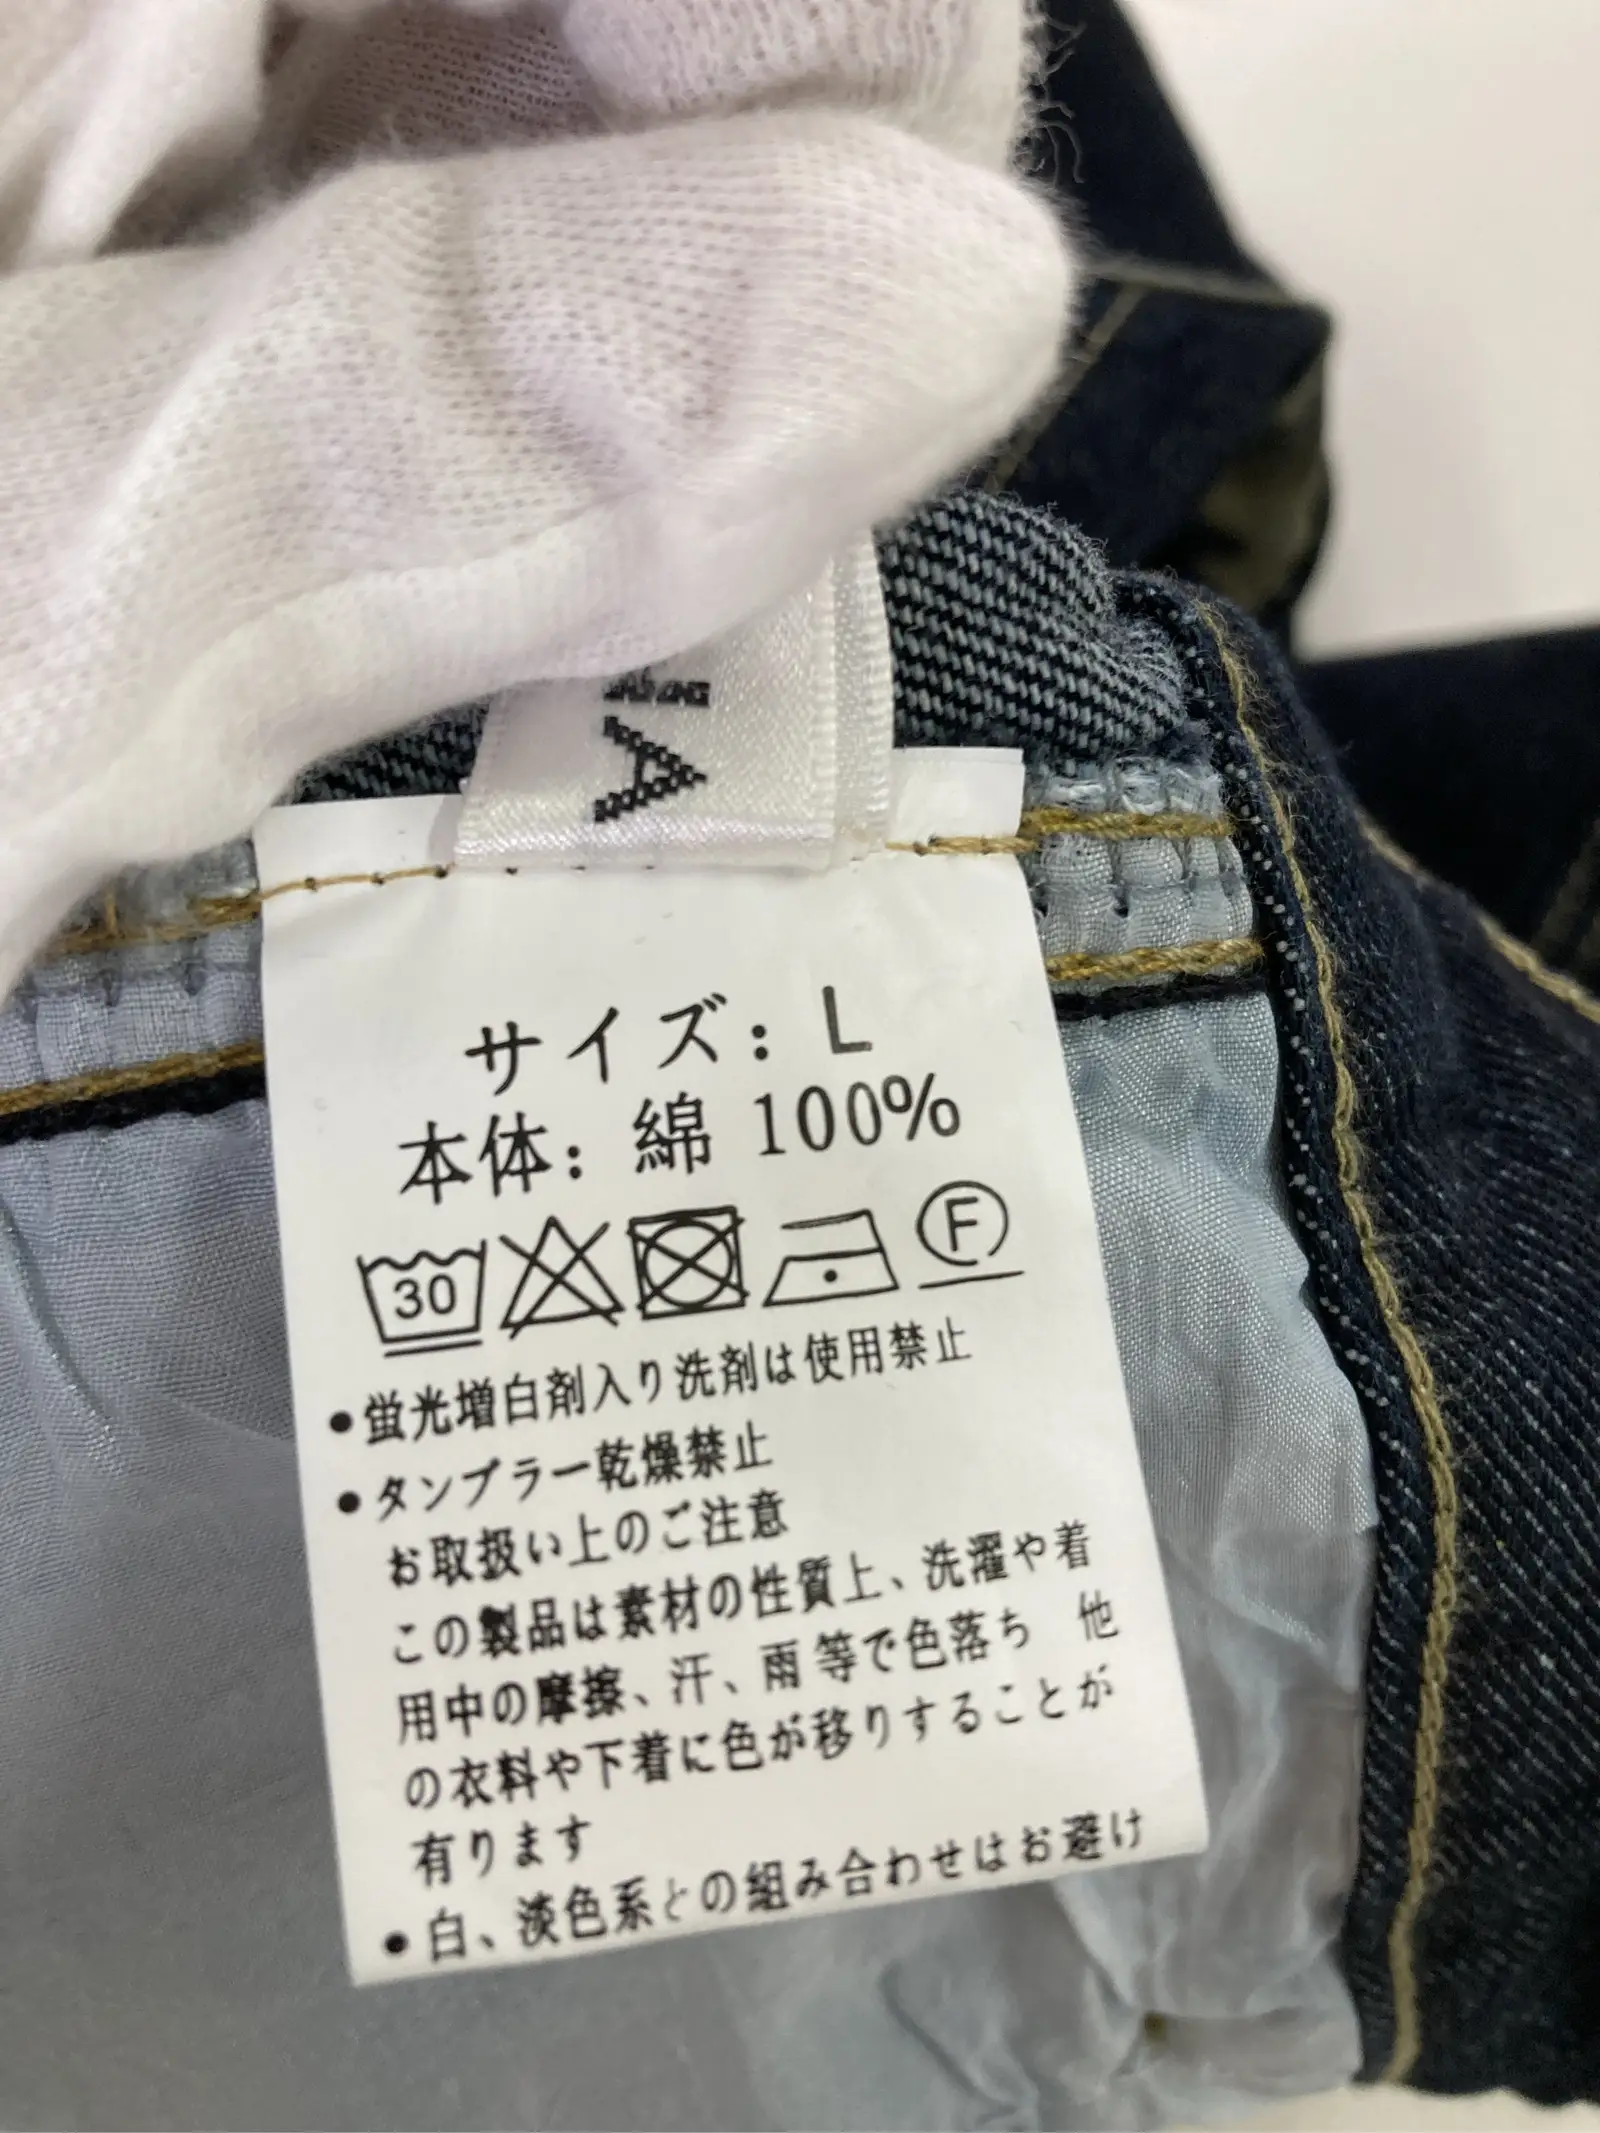 サイズ：L
本体：綿 100%
30 F
●蛍光増白剤入り洗剤は使用禁止
●タンブラー乾燥禁止
お取扱い上のご注意
この製品は素材の性質上、洗濯や着
用中の摩擦、汗、雨等で色落ち 他
の衣料や下着に色が移りすることが
有ります
●白、淡色系との組み合わせはお避け